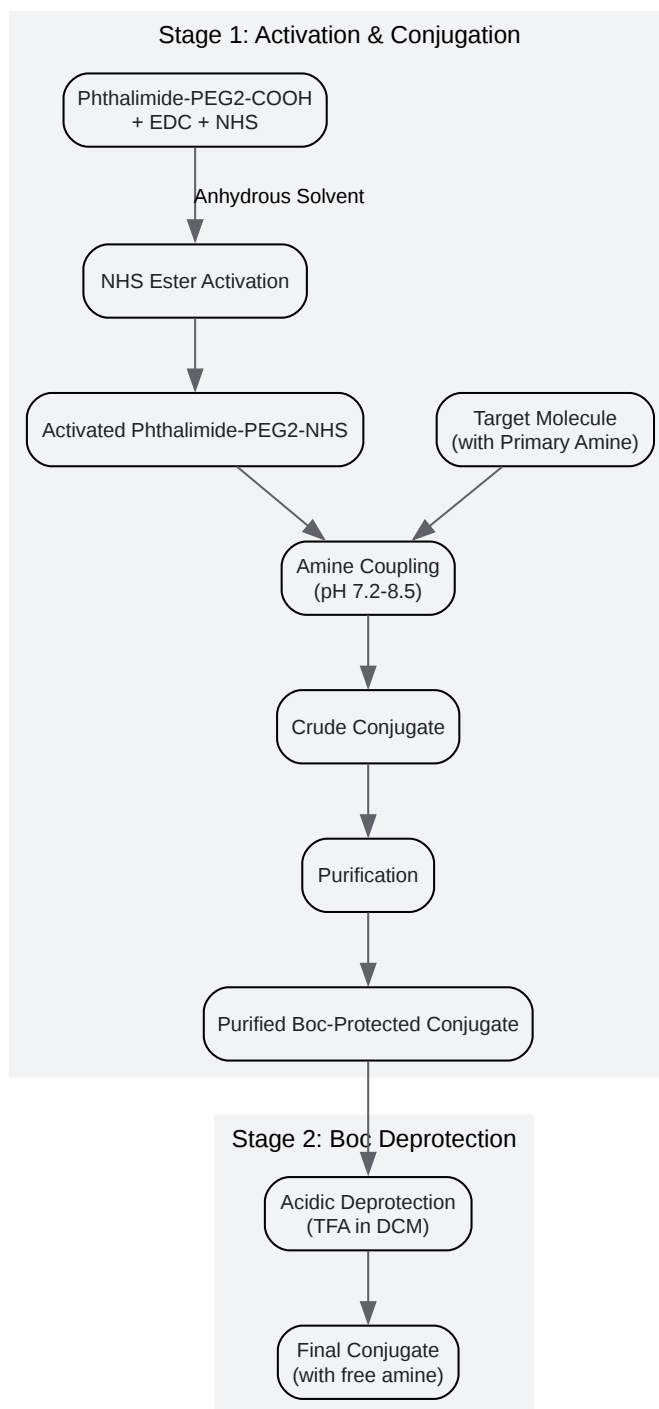 Stage 1: Activation & Conjugation
Phthalimide-PEG2-COOH
+ EDC + NHS
Anhydrous Solvent
NHS Ester Activation
Activated Phthalimide-PEG2-NHS
Target Molecule
(with Primary Amine)
Amine Coupling
(pH 7.2-8.5)
Crude Conjugate
Purification
Purified Boc-Protected Conjugate
Stage 2: Boc Deprotection
Acidic Deprotection
(TFA in DCM)
Final Conjugate
(with free amine)